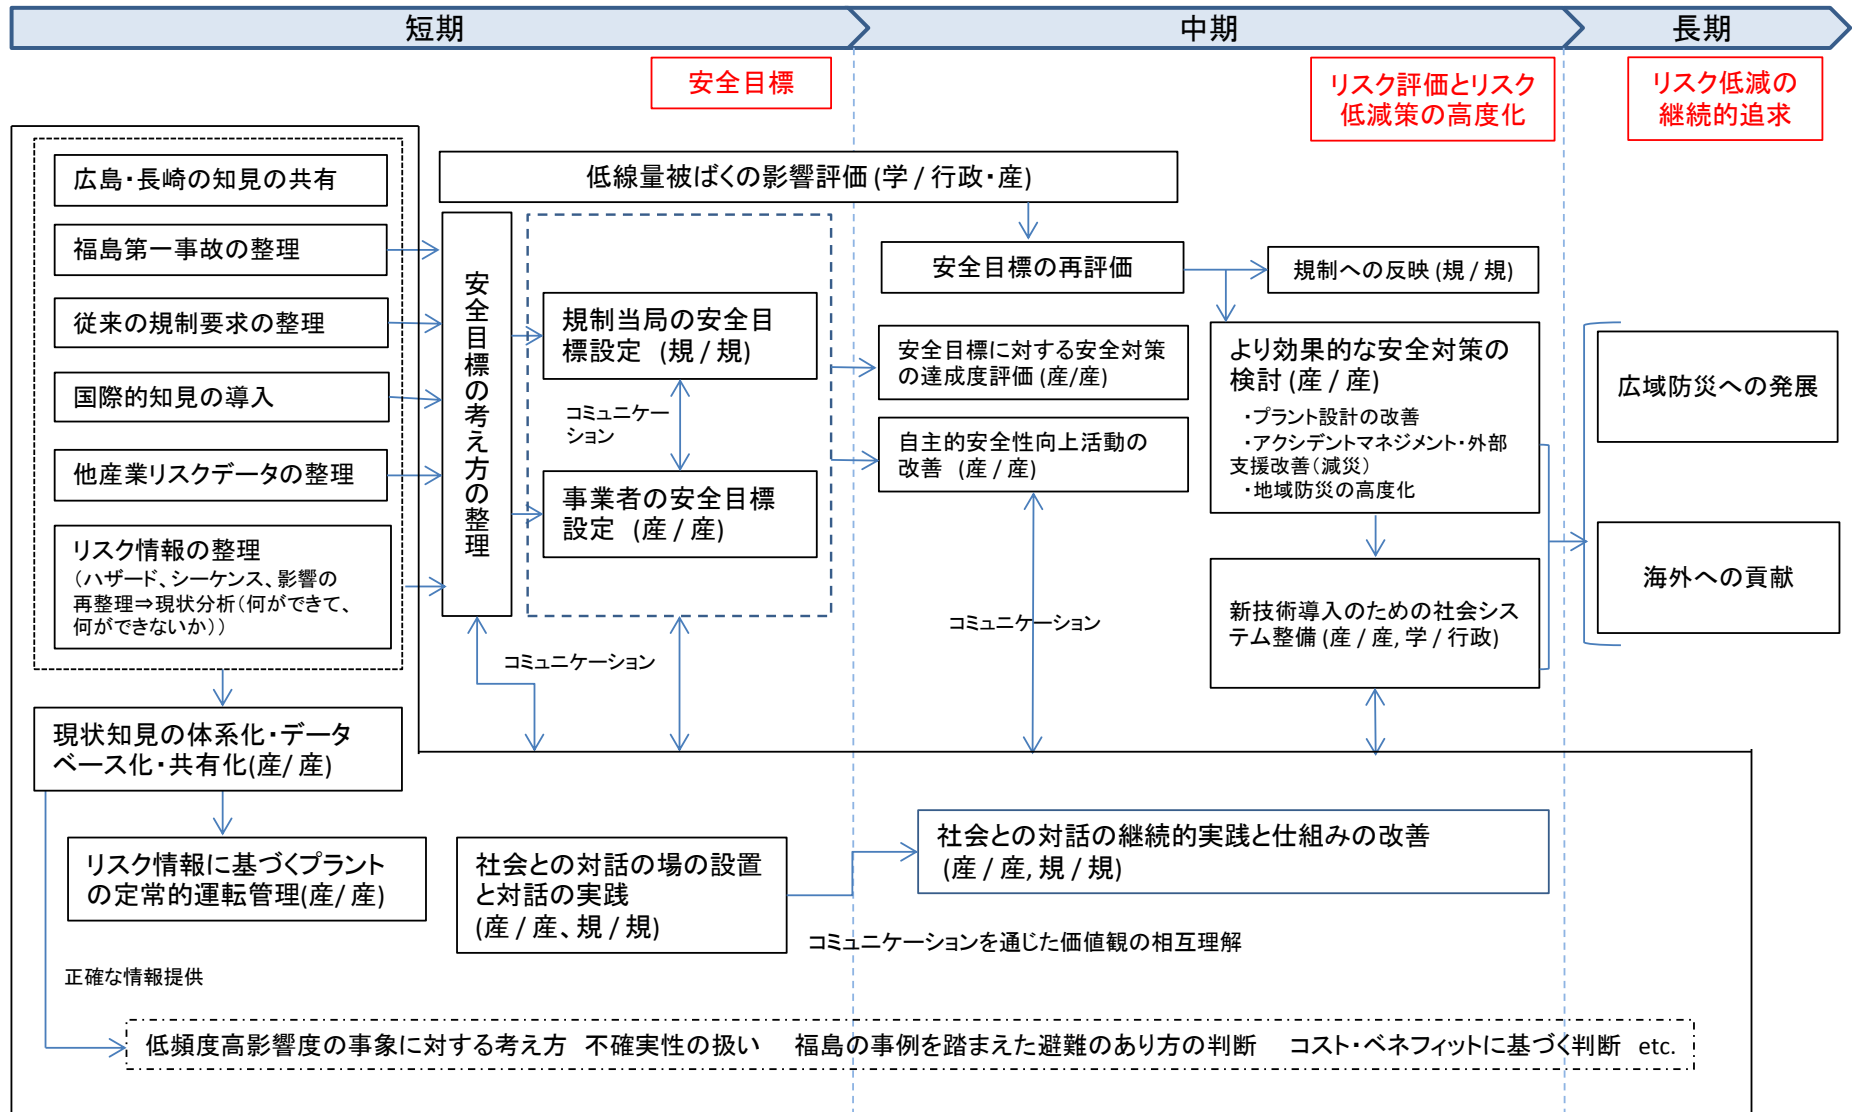 短期
中期
長期
安全目標
リスク評価とリスク
低減策の高度化
リスク低減の
継続的追求
広島・長崎の知見の共有
福島第一事故の整理
従来の規制要求の整理
国際的知見の導入
他産業リスクデータの整理
リスク情報の整理
（ハザード、シーケンス、影響の
再整理⇒現状分析（何ができて、
何ができないか））
現状知見の体系化・データ
ベース化・共有化(産/ 産)
リスク情報に基づくプラント
の定常的運転管理(産/ 産)
正確な情報提供
低線量被ばくの影響評価 (学 / 行政・産)
安全目標の考え方の整理
規制当局の安全目
標設定 (規 / 規)
コミュニケー
ション
事業者の安全目標
設定 (産 / 産)
コミュニケーション
安全目標の再評価
規制への反映 (規 / 規)
安全目標に対する安全対策
の達成度評価 (産/産)
自主的安全性向上活動の
改善 (産 / 産)
コミュニケーション
より効果的な安全対策の
検討 (産 / 産)
・プラント設計の改善
・アクシデントマネジメント・外部
支援改善（減災）
・地域防災の高度化
新技術導入のための社会シス
テム整備 (産 / 産, 学 / 行政)
広域防災への発展
海外への貢献
社会との対話の場の設置
と対話の実践
(産 / 産、規 / 規)
社会との対話の継続的実践と仕組みの改善
(産 / 産, 規 / 規)
コミュニケーションを通じた価値観の相互理解
低頻度高影響度の事象に対する考え方 不確実性の扱い 福島の事例を踏まえた避難のあり方の判断 コスト・ベネフィットに基づく判断 etc.